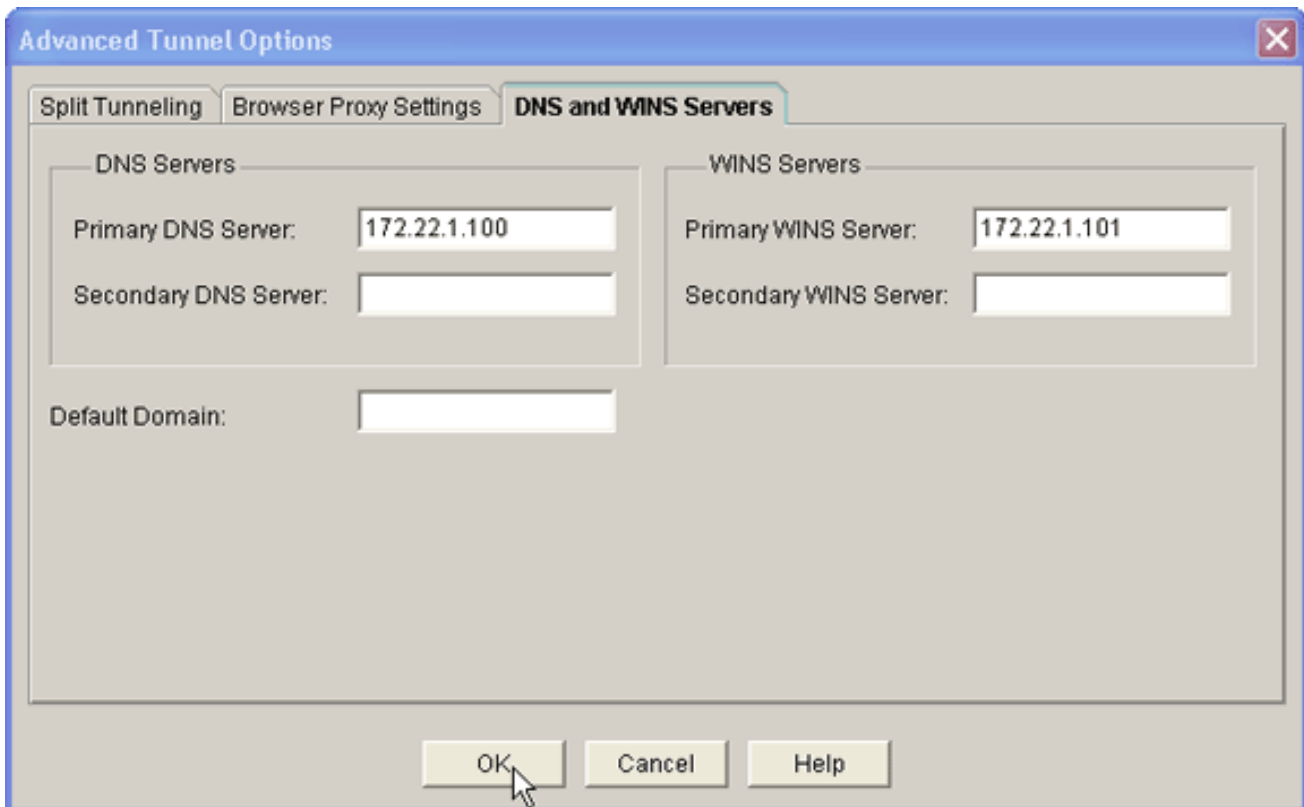 Advanced Tunnel Options
Split Tunneling Browser Proxy Settings DNS and WINS Servers
DNS Servers WINS Servers
Primary DNS Server: 172.22.1.100 Primary WINS Server: 172.22.1.101
Secondary DNS Server: Secondary WINS Server:
Default Domain:
OK Cancel Help